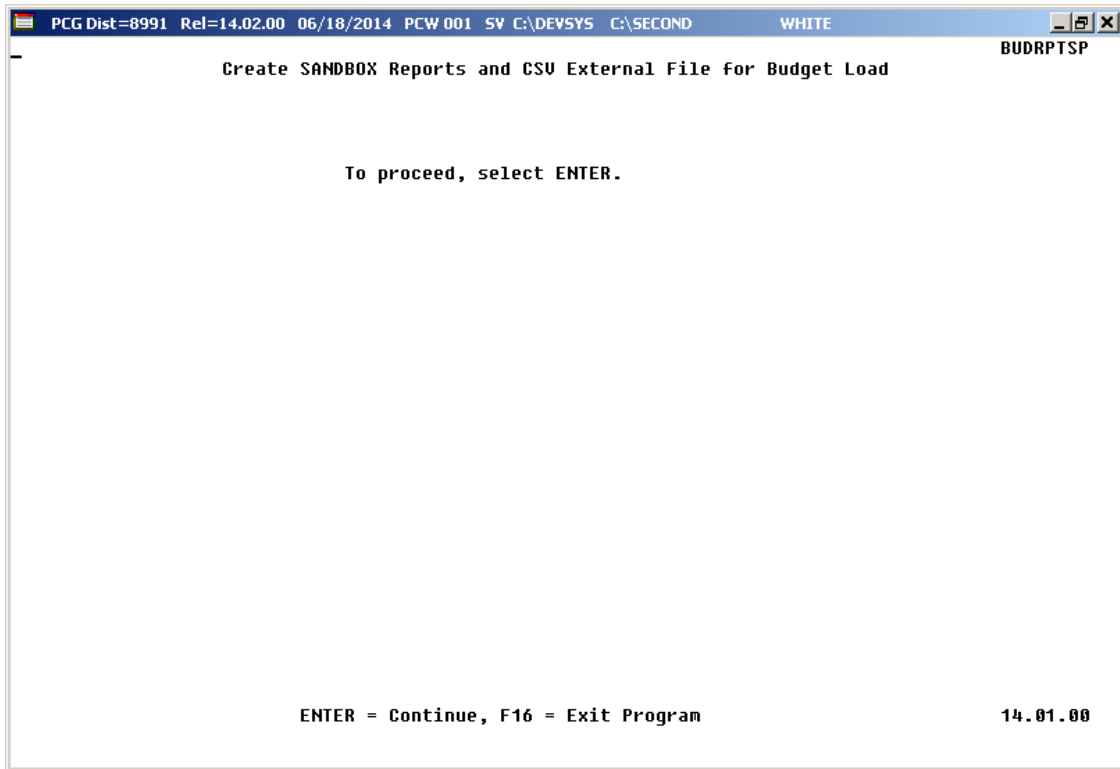 PCG Dist=8991 Rel=14.02.00 06/18/2014 PCW 001 SV C:\DEVSYS C:\SECOND WHITE
BUDRPTSP
Create SANDBOX Reports and CSV External File for Budget Load
To proceed, select ENTER.
ENTER = Continue, F16 = Exit Program 14.01.00